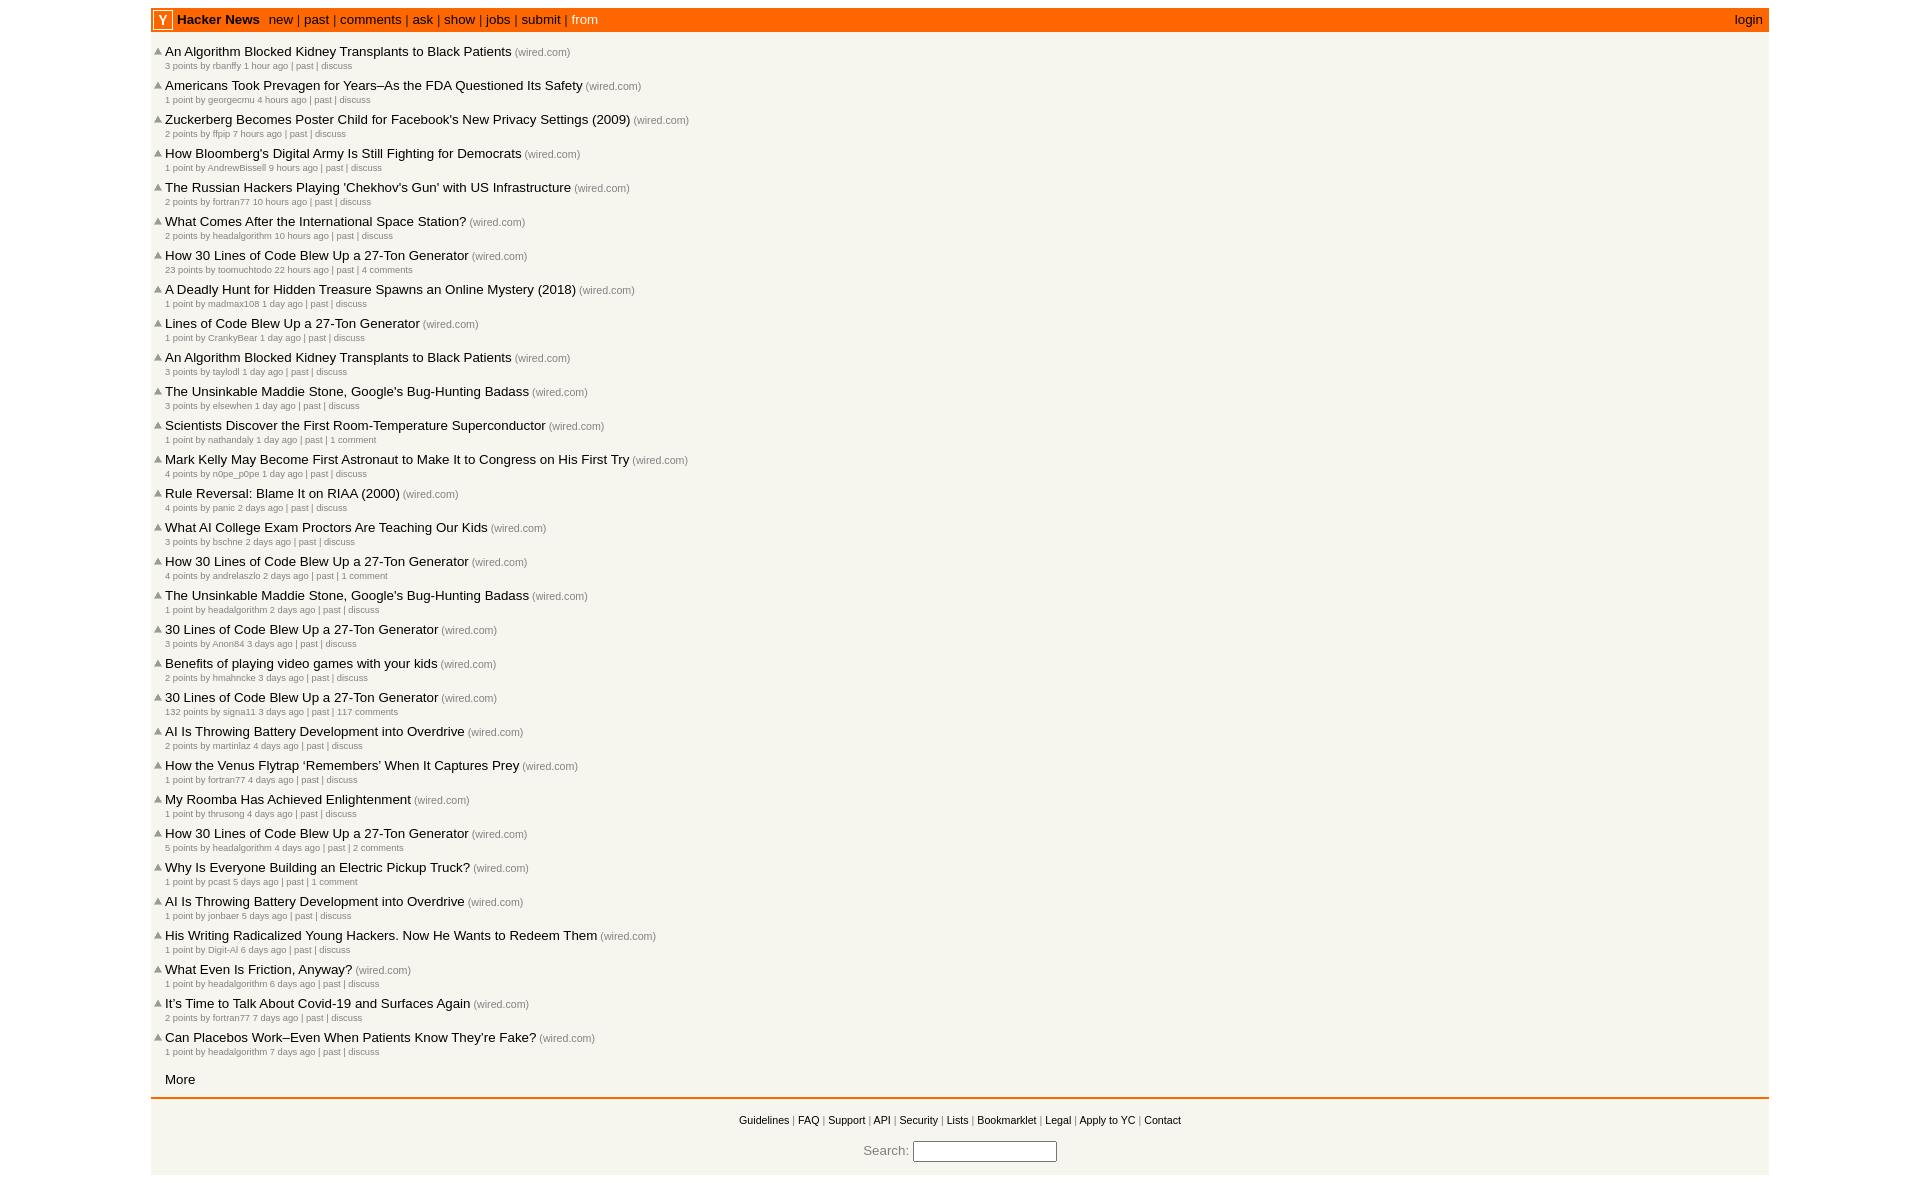 Y Hacker News new | past | comments | ask | show | jobs | submit | from login
An Algorithm Blocked Kidney Transplants to Black Patients (wired.com)
3 points by rbanffy 1 hour ago | past | discuss
Americans Took Prevagen for Years–As the FDA Questioned Its Safety (wired.com)
1 point by georgecmu 4 hours ago | past | discuss
Zuckerberg Becomes Poster Child for Facebook's New Privacy Settings (2009) (wired.com)
2 points by ffpip 7 hours ago | past | discuss
How Bloomberg's Digital Army Is Still Fighting for Democrats (wired.com)
1 point by AndrewBissell 9 hours ago | past | discuss
The Russian Hackers Playing 'Chekhov's Gun' with US Infrastructure (wired.com)
2 points by fortran77 10 hours ago | past | discuss
What Comes After the International Space Station? (wired.com)
2 points by headalgorithm 10 hours ago | past | discuss
How 30 Lines of Code Blew Up a 27-Ton Generator (wired.com)
23 points by toomuchtodo 22 hours ago | past | 4 comments
A Deadly Hunt for Hidden Treasure Spawns an Online Mystery (2018) (wired.com)
1 point by madmax108 1 day ago | past | discuss
Lines of Code Blew Up a 27-Ton Generator (wired.com)
1 point by CrankyBear 1 day ago | past | discuss
An Algorithm Blocked Kidney Transplants to Black Patients (wired.com)
3 points by taylodl 1 day ago | past | discuss
The Unsinkable Maddie Stone, Google's Bug-Hunting Badass (wired.com)
3 points by elsewhen 1 day ago | past | discuss
Scientists Discover the First Room-Temperature Superconductor (wired.com)
1 point by nathandaly 1 day ago | past | 1 comment
Mark Kelly May Become First Astronaut to Make It to Congress on His First Try (wired.com)
4 points by n0pe_p0pe 1 day ago | past | discuss
Rule Reversal: Blame It on RIAA (2000) (wired.com)
4 points by panic 2 days ago | past | discuss
What AI College Exam Proctors Are Teaching Our Kids (wired.com)
3 points by bschne 2 days ago | past | discuss
How 30 Lines of Code Blew Up a 27-Ton Generator (wired.com)
4 points by andrelaszlo 2 days ago | past | 1 comment
The Unsinkable Maddie Stone, Google's Bug-Hunting Badass (wired.com)
1 point by headalgorithm 2 days ago | past | discuss
30 Lines of Code Blew Up a 27-Ton Generator (wired.com)
3 points by Anon84 3 days ago | past | discuss
Benefits of playing video games with your kids (wired.com)
2 points by hmahncke 3 days ago | past | discuss
30 Lines of Code Blew Up a 27-Ton Generator (wired.com)
132 points by signa11 3 days ago | past | 117 comments
AI Is Throwing Battery Development into Overdrive (wired.com)
2 points by martinlaz 4 days ago | past | discuss
How the Venus Flytrap ‘Remembers’ When It Captures Prey (wired.com)
1 point by fortran77 4 days ago | past | discuss
My Roomba Has Achieved Enlightenment (wired.com)
1 point by thrusong 4 days ago | past | discuss
How 30 Lines of Code Blew Up a 27-Ton Generator (wired.com)
5 points by headalgorithm 4 days ago | past | 2 comments
Why Is Everyone Building an Electric Pickup Truck? (wired.com)
1 point by pcast 5 days ago | past | 1 comment
AI Is Throwing Battery Development into Overdrive (wired.com)
1 point by jonbaer 5 days ago | past | discuss
His Writing Radicalized Young Hackers. Now He Wants to Redeem Them (wired.com)
1 point by Digit-Al 6 days ago | past | discuss
What Even Is Friction, Anyway? (wired.com)
1 point by headalgorithm 6 days ago | past | discuss
It’s Time to Talk About Covid-19 and Surfaces Again (wired.com)
2 points by fortran77 7 days ago | past | discuss
Can Placebos Work–Even When Patients Know They’re Fake? (wired.com)
1 point by headalgorithm 7 days ago | past | discuss
More
Guidelines | FAQ | Support | API | Security | Lists | Bookmarklet | Legal | Apply to YC | Contact
Search: